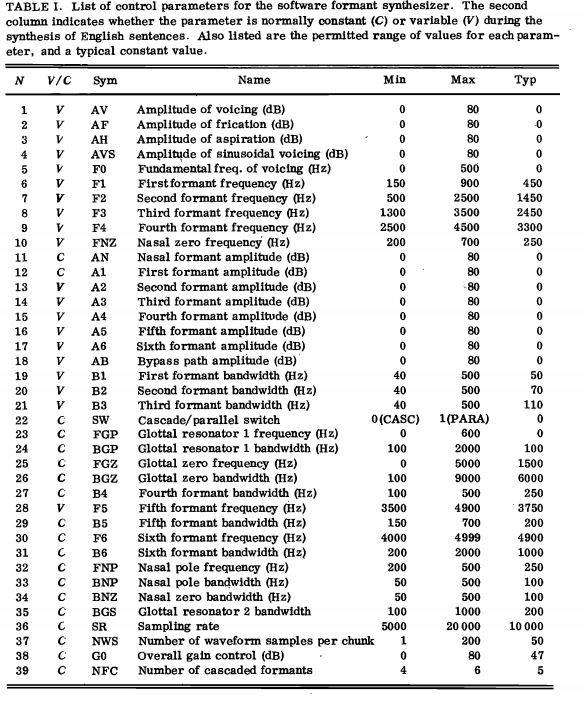 TABLE I. List of control parameters for the software formant synthesizer. The second
column indicates whether the parameter is normally constant (C) or variable (V) during the
synthesis of English sentences. Also listed are the permitted range of values for each param-
eter, and a typical constant value.
N V/C Sym Name Min Max Typ
1 V AV Amplitude of voicing (dB) 0 80 0
2 V AF Amplitude of frication (dB) 0 80 0
3 V AH Amplitude of aspiration (dB) 0 80 0
4 V AVS Amplitude of sinusoidal voicing (dB) 0 80 0
5 V F0 Fundamental freq. of voicing (Hz) 0 500 0
6 V F1 First formant frequency (Hz) 150 900 450
7 V F2 Second formant frequency (Hz) 500 2500 1450
8 V F3 Third formant frequency (Hz) 1300 3500 2450
9 V F4 Fourth formant frequency (Hz) 2500 4500 3300
10 V FNZ Nasal zero frequency (Hz) 200 700 250
11 C AN Nasal formant amplitude (dB) 0 80 0
12 C A1 First formant amplitude (dB) 0 80 0
13 V A2 Second formant amplitude (dB) 0 80 0
14 V A3 Third formant amplitude (dB) 0 80 0
15 V A4 Fourth formant amplitude (dB) 0 80 0
16 V A5 Fifth formant amplitude (dB) 0 80 0
17 V A6 Sixth formant amplitude (dB) 0 80 0
18 V AB Bypass path amplitude (dB) 0 80 0
19 V B1 First formant bandwidth (Hz) 40 500 50
20 V B2 Second formant bandwidth (Hz) 40 500 70
21 V B3 Third formant bandwidth (Hz) 40 500 110
22 C SW Cascade/parallel switch 0(CASC) 1(PARA) 0
23 C FGP Glottal resonator 1 frequency (Hz) 0 600 0
24 C BGP Glottal resonator 1 bandwidth (Hz) 100 2000 100
25 C FGZ Glottal zero frequency (Hz) 0 5000 1500
26 C BGZ Glottal zero bandwidth (Hz) 100 9000 6000
27 C B4 Fourth formant bandwidth (Hz) 100 500 250
28 V F5 Fifth formant frequency (Hz) 3500 4900 3750
29 C B5 Fifth formant bandwidth (Hz) 150 700 200
30 C F6 Sixth formant frequency (Hz) 4000 4999 4900
31 C B6 Sixth formant bandwidth (Hz) 200 2000 1000
32 C FNP Nasal pole frequency (Hz) 200 500 250
33 C BNP Nasal pole bandwidth (Hz) 50 500 100
34 C BNZ Nasal zero bandwidth (Hz) 50 500 100
35 C BGS Glottal resonator 2 bandwidth 100 1000 200
36 C SR Sampling rate 5000 20 000 10 000
37 C NWS Number of waveform samples per chunk 1 200 50
38 C G0 Overall gain control (dB) 0 80 47
39 C NFC Number of cascaded formants 4 6 5